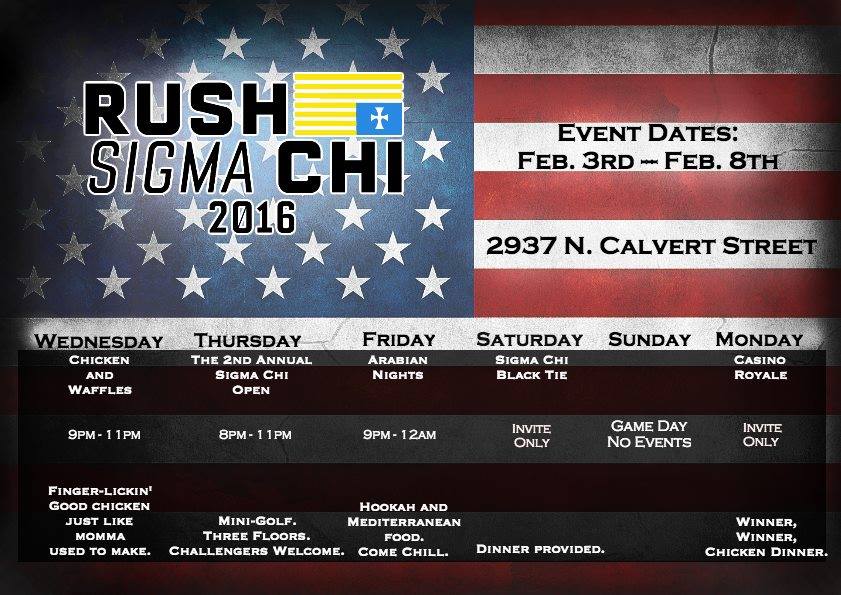 RUSH
SIGMA CHI
2016
Event Dates:
Feb. 3rd --- Feb. 8th
2937 N. Calvert Street
Wednesday
Chicken
and
Waffles
9pm - 11pm
Finger-lickin'
Good chicken
just like
momma
used to make.
Thursday
The 2nd Annual
Sigma Chi
Open
8pm - 11pm
Mini-Golf.
Three Floors.
Challengers Welcome.
Friday
Arabian
Nights
9pm - 12am
Hookah and
Mediterranean
food.
Come Chill.
Saturday
Sigma Chi
Black Tie
Invite
Only
Dinner provided.
Sunday
Game Day
No Events
Monday
Casino
Royale
Invite
Only
Winner,
Winner,
Chicken Dinner.